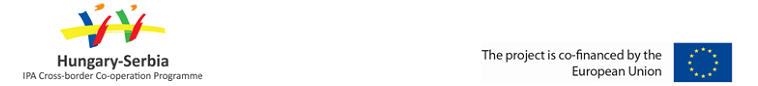 Hungary-Serbia
IPA Cross-border Co-operation Programme
The project is co-financed by the
European Union